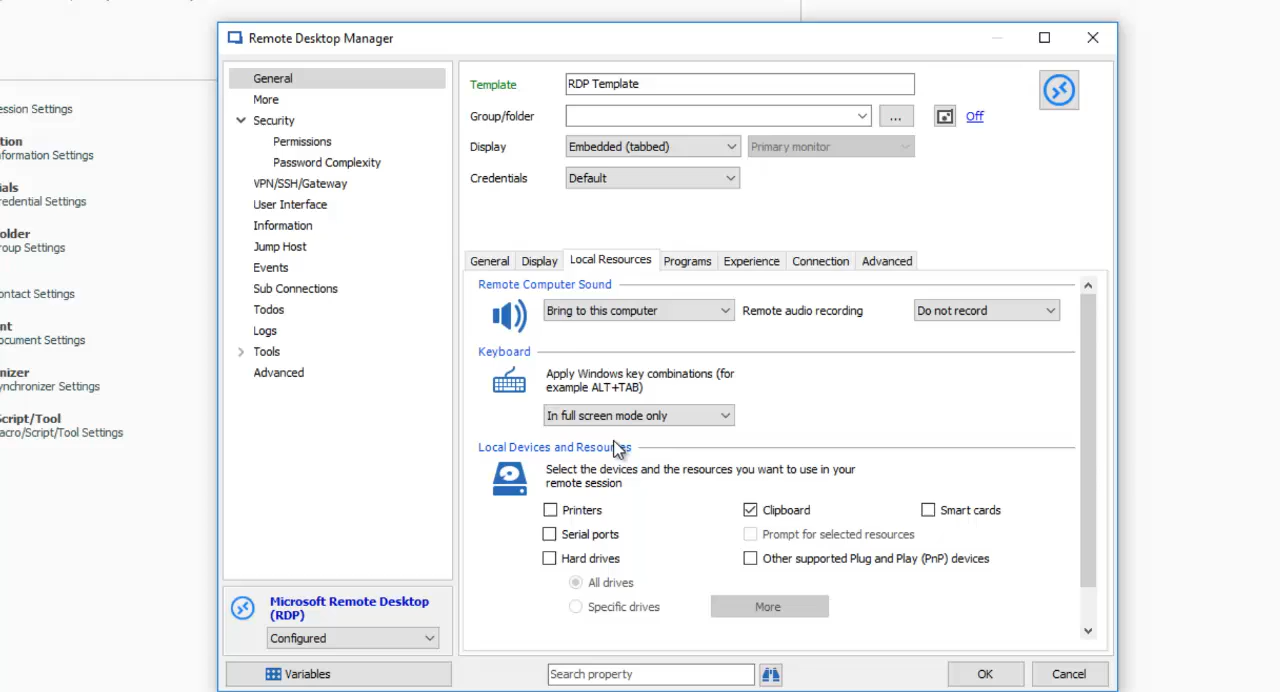 Remote Desktop Manager
ession Settings
tion
nformation Settings
ials
redential Settings
older
roup Settings
ontact Settings
nt
ocument Settings
nizer
ynchronizer Settings
Script/Tool
acro/Script/Tool Settings
General
More
Security
Permissions
Password Complexity
VPN/SSH/Gateway
User Interface
Information
Jump Host
Events
Sub Connections
Todos
Logs
Tools
Advanced
Microsoft Remote Desktop
(RDP)
Configured
Variables
Template RDP Template
Group/folder ... Off
Display Embedded (tabbed) Primary monitor
Credentials Default
General Display Local Resources Programs Experience Connection Advanced
Remote Computer Sound
Bring to this computer Remote audio recording Do not record
Keyboard
Apply Windows key combinations (for
example ALT+TAB)
In full screen mode only
Local Devices and Resources
Select the devices and the resources you want to use in your
remote session
Printers Clipboard Smart cards
Serial ports Prompt for selected resources
Hard drives Other supported Plug and Play (PnP) devices
All drives
Specific drives More
Search property OK Cancel